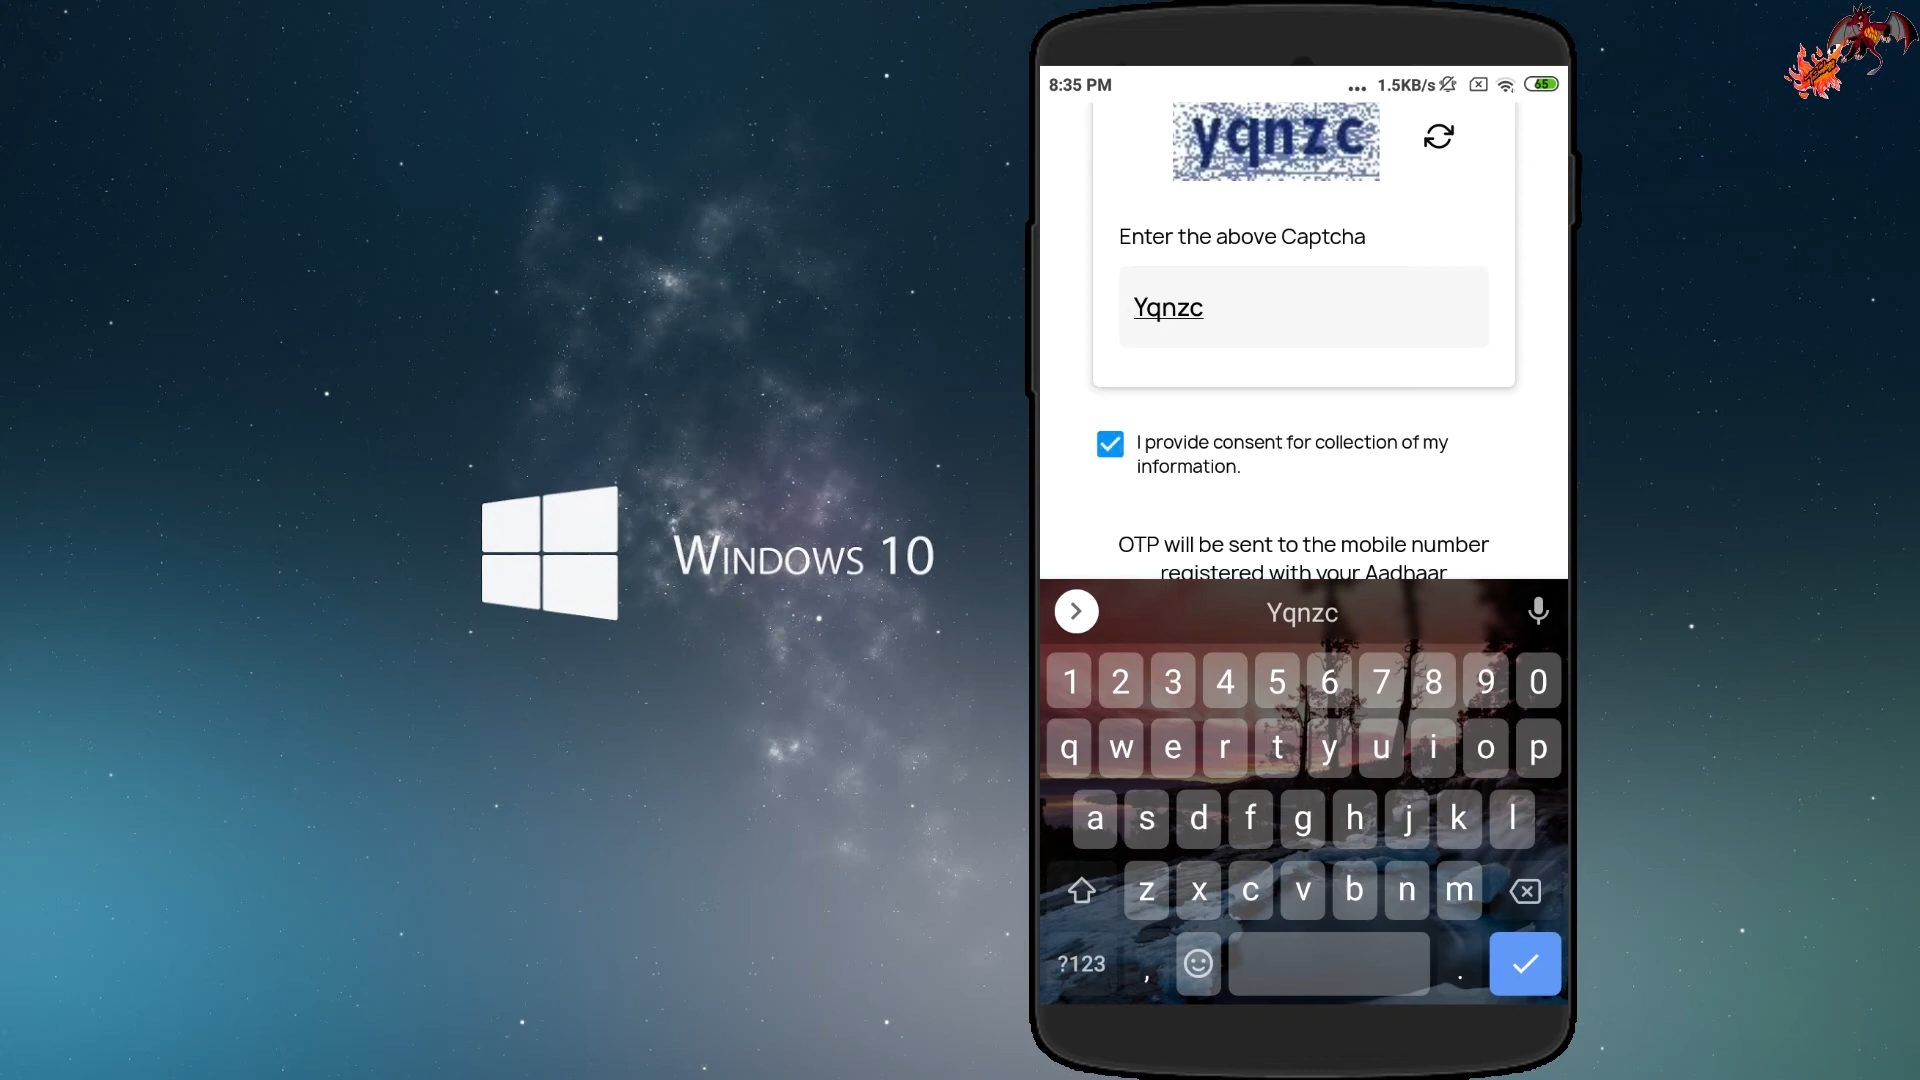 8:35 PM
... 1.5KB/s
65
yqnzc
Enter the above Captcha
Yqnzc
I provide consent for collection of my
information.
OTP will be sent to the mobile number
registered with your Aadhaar
WINDOWS 10
Yqnzc
1 2 3 4 5 6 7 8 9 0
q w e r t y u i o p
a s d f g h j k l
z x c v b n m
?123 , .